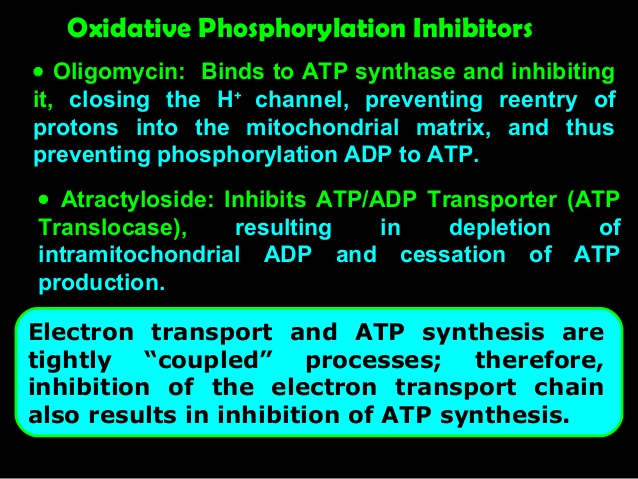 Oxidative Phosphorylation Inhibitors
• Oligomycin: Binds to ATP synthase and inhibiting
it, closing the H⁺ channel, preventing reentry of
protons into the mitochondrial matrix, and thus
preventing phosphorylation ADP to ATP.
• Atractyloside: Inhibits ATP/ADP Transporter (ATP
Translocase), resulting in depletion of
intramitochondrial ADP and cessation of ATP
production.
Electron transport and ATP synthesis are
tightly “coupled” processes; therefore,
inhibition of the electron transport chain
also results in inhibition of ATP synthesis.